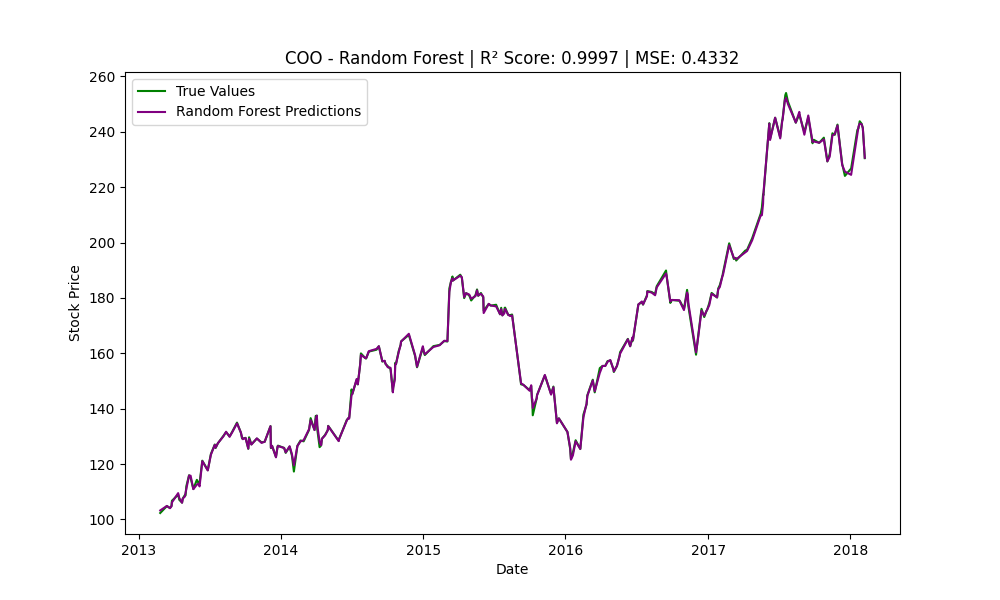 COO - Random Forest | R² Score: 0.9997 | MSE: 0.4332
True Values
Random Forest Predictions
260
240
220
200
180
160
140
120
100
Stock Price
2013 2014 2015 2016 2017 2018
Date